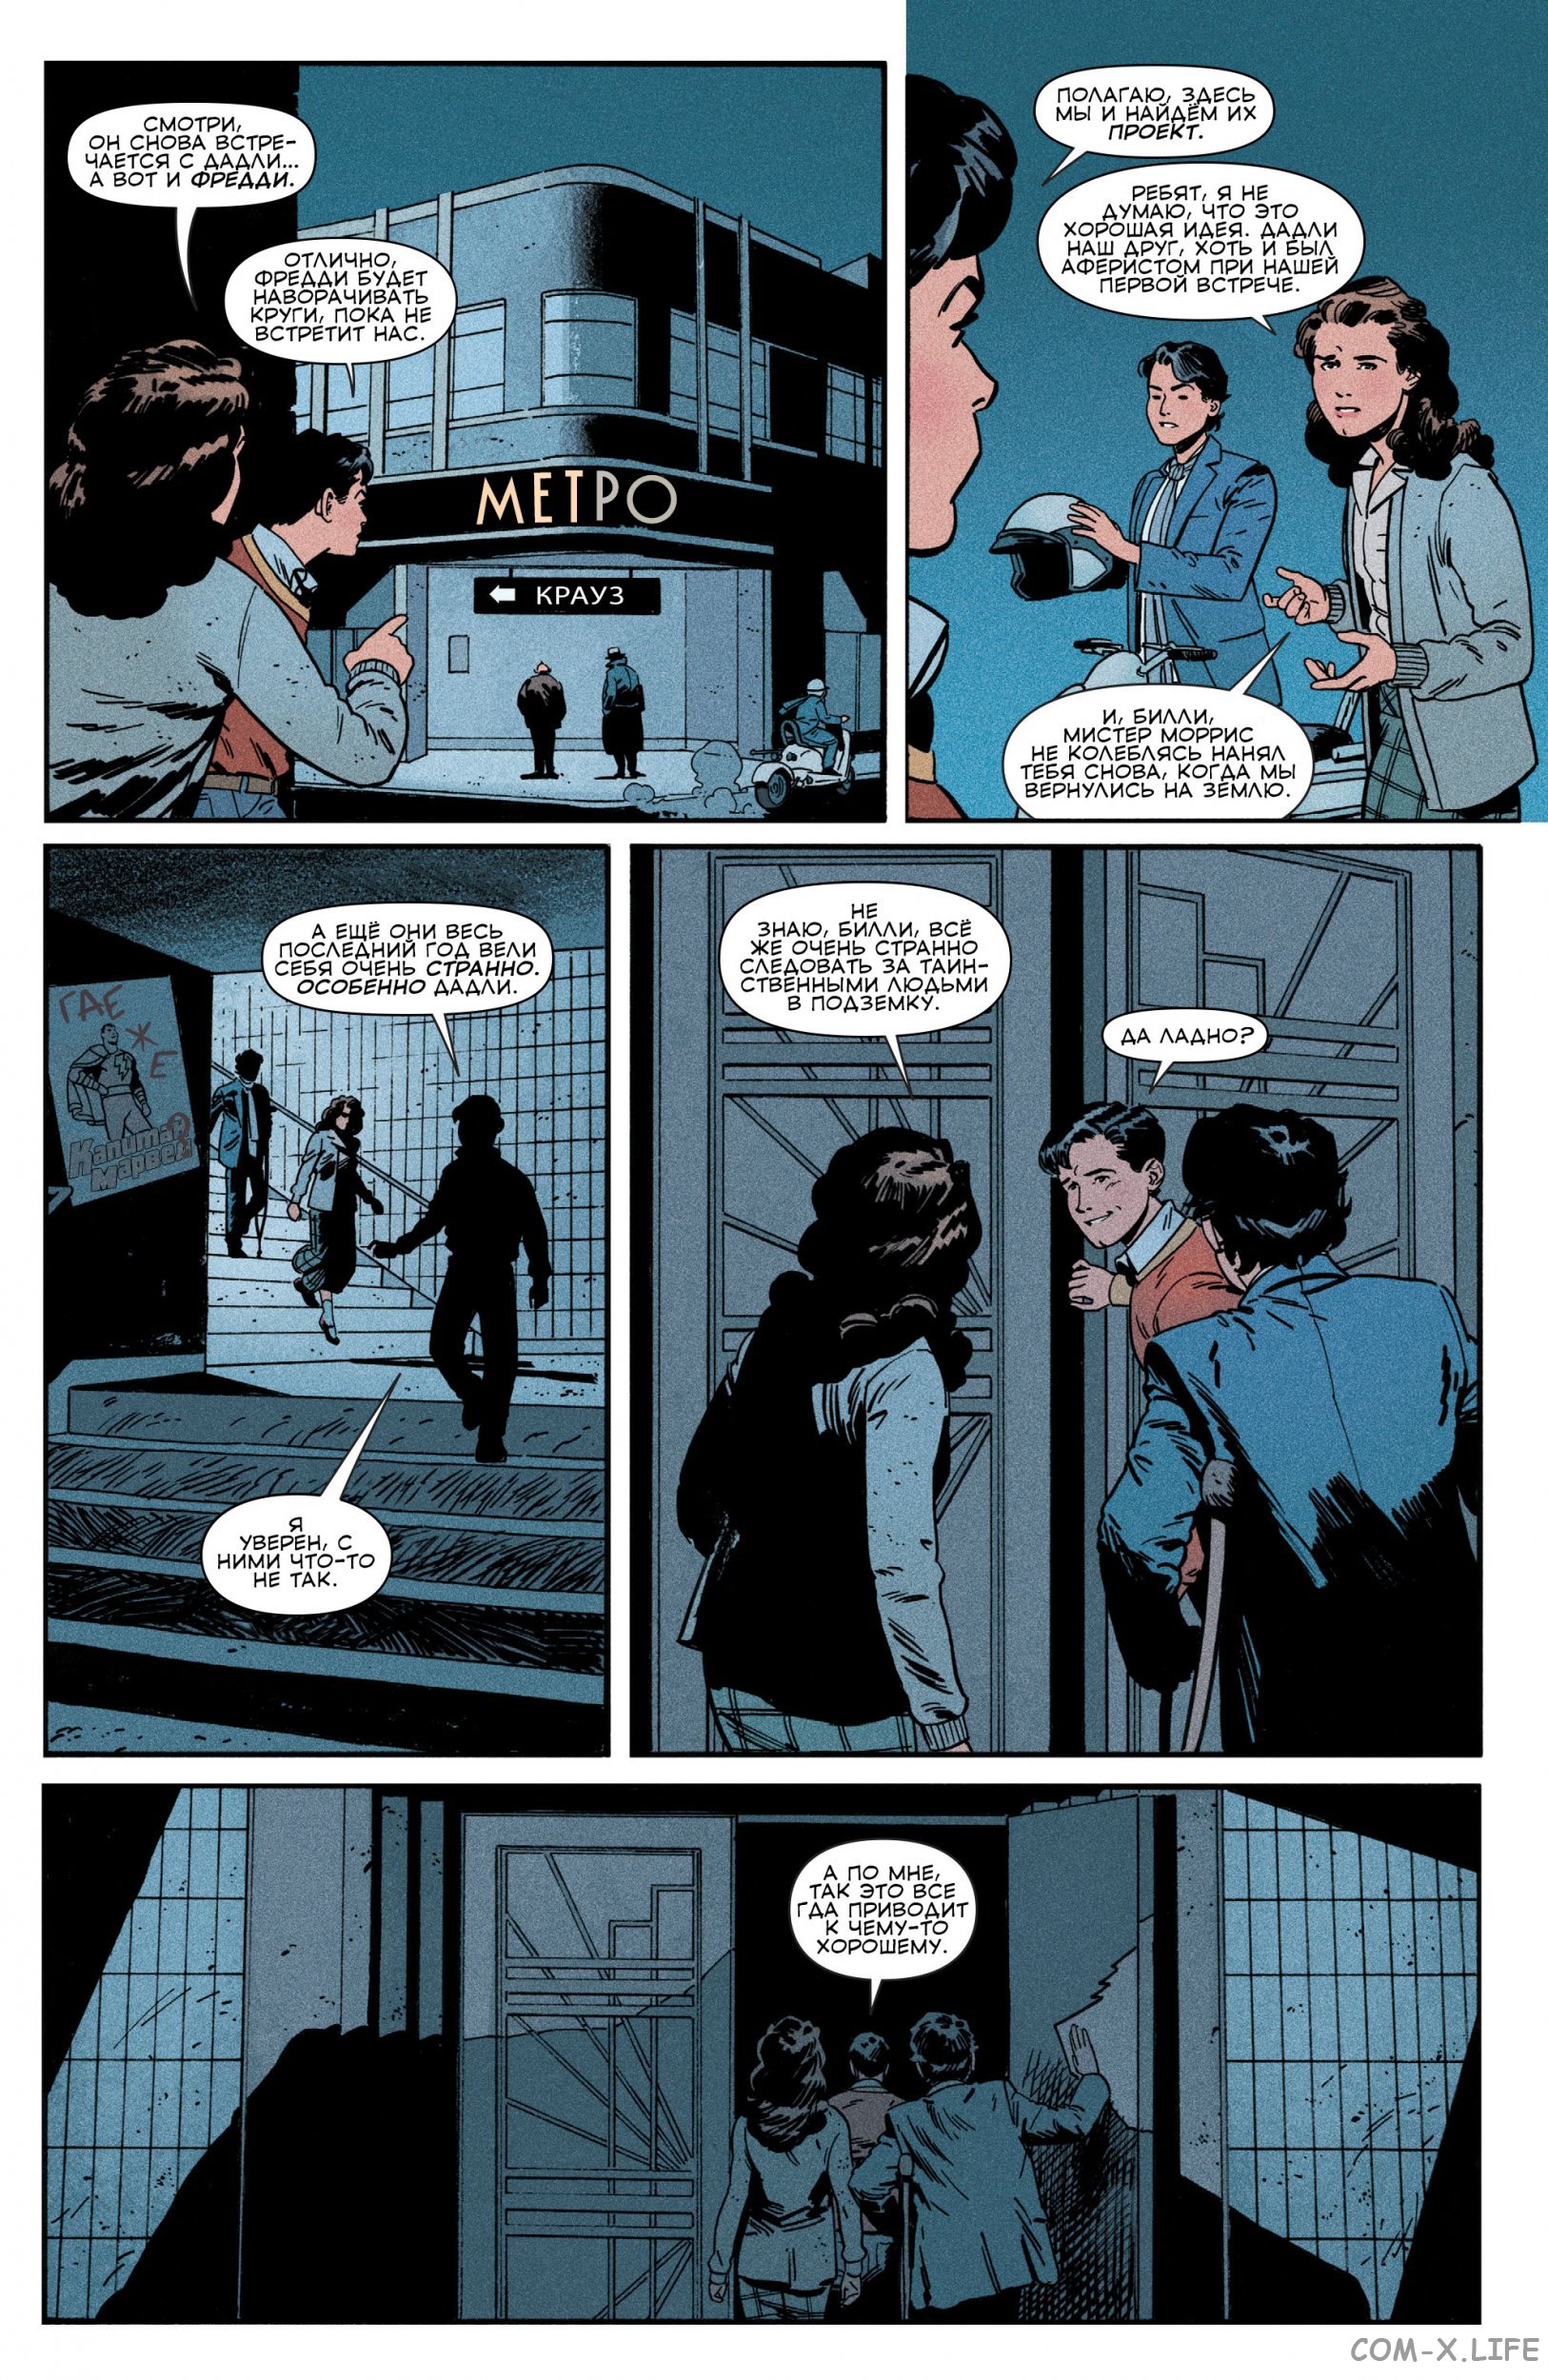 СМОТРИ,
ОН СНОВА ВСТРЕ-
ЧАЕТСЯ С ДАДЛИ...
А ВОТ И ФРЕДДИ.
ОТЛИЧНО,
ФРЕДДИ БУДЕТ
НАВОРАЧИВАТЬ
КРУГИ, ПОКА НЕ
ВСТРЕТИТ НАС.
МЕТРО
КРАУЗ
ПОЛАГАЮ, ЗДЕСЬ
МЫ И НАЙДЁМ ИХ
ПРОЕКТ.
РЕБЯТ, Я НЕ
ДУМАЮ, ЧТО ЭТО
ХОРОШАЯ ИДЕЯ. ДАДЛИ
НАШ ДРУГ, ХОТЬ И БЫЛ
АФЕРИСТОМ ПРИ НАШЕЙ
ПЕРВОЙ ВСТРЕЧЕ.
И, БИЛЛИ,
МИСТЕР МОРРИС
НЕ КОЛЕБЛЯСЬ НАНЯЛ
ТЕБЯ СНОВА, КОГДА МЫ
ВЕРНУЛИСЬ НА ЗЕМЛЮ.
А ЕЩЁ ОНИ ВЕСЬ
ПОСЛЕДНИЙ ГОД ВЕЛИ
СЕБЯ ОЧЕНЬ СТРАННО.
ОСОБЕННО ДАДЛИ.
ГДЕ
Ж
Е
Капитан
Марвел
?
Я
УВЕРЕН, С
НИМИ ЧТО-ТО
НЕ ТАК.
НЕ
ЗНАЮ, БИЛЛИ, ВСЁ
ЖЕ ОЧЕНЬ СТРАННО
СЛЕДОВАТЬ ЗА ТАИН-
СТВЕННЫМИ ЛЮДЬМИ
В ПОДЗЕМКУ.
ДА ЛАДНО?
А ПО МНЕ,
ТАК ЭТО ВСЕ
ГДА ПРИВОДИТ
К ЧЕМУ-ТО
ХОРОШЕМУ.
COM-X.LIFE